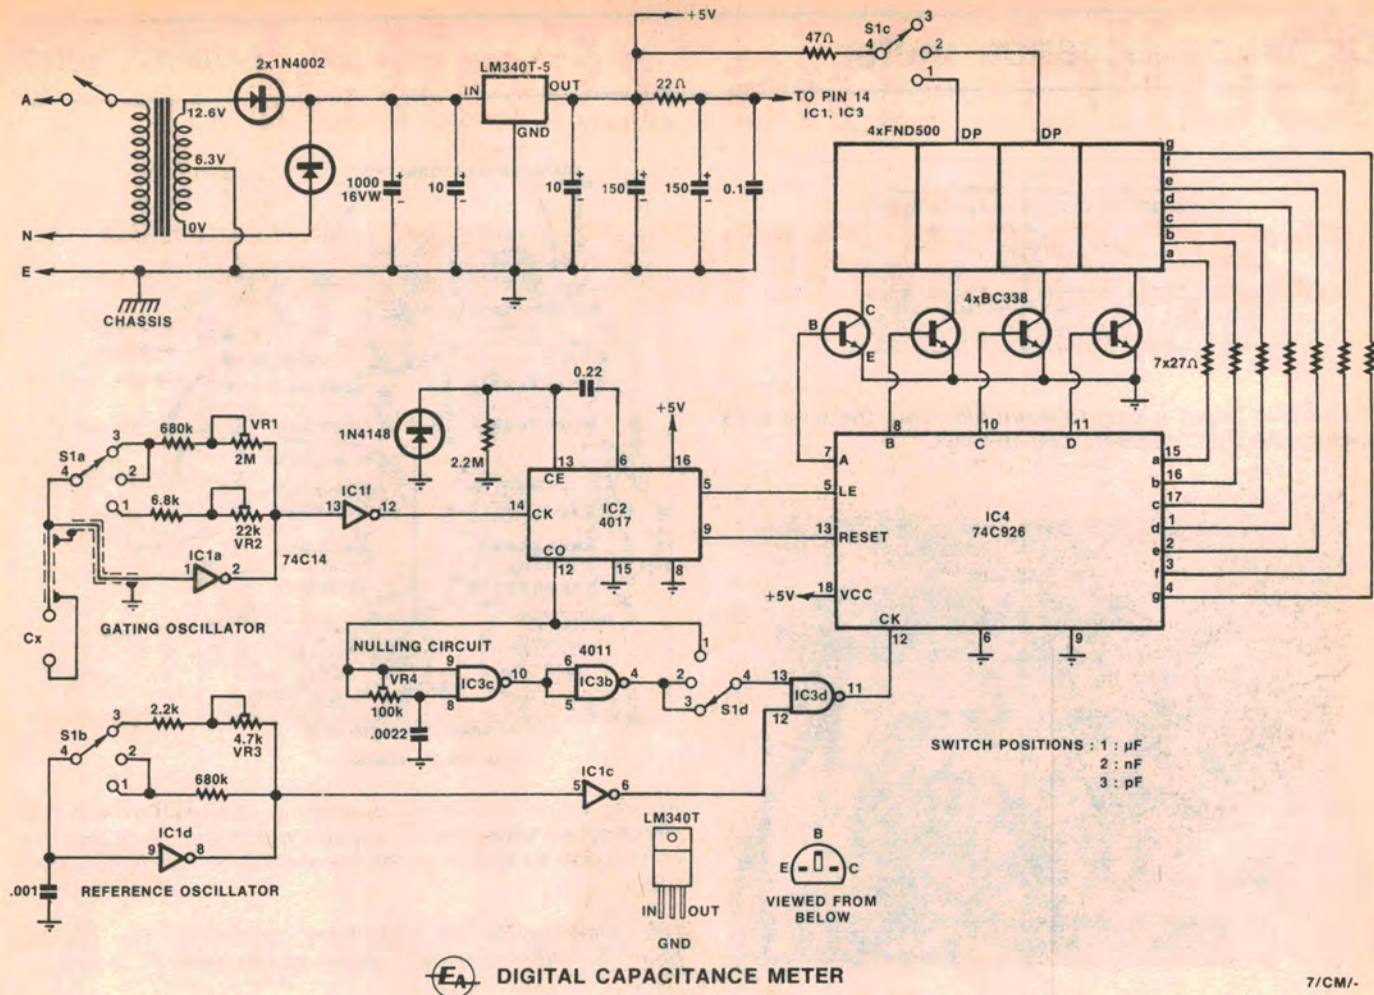 +5V
2x1N4002
LM340T-5
IN OUT
GND
47Ω
S1c
4 3
2
1
A
12.6V
22Ω
TO PIN 14
IC1, IC3
4xFND500
DP DP
6.3V
1000
16VW
+
-
10
+
-
10
+
-
150
+
-
150
+
-
0.1
N
0V
E
CHASSIS
g
f
e
d
c
b
a
4xBC338
B C
E
7x27Ω
0.22
+5V
1N4148
2.2M
680k
VR1
2M
S1a
4 3
2
1
6.8k
22k
VR2
IC1f
13 12
74C14
IC1a
1 2
Cx
GATING OSCILLATOR
13 6 16
CE
14 CK
IC2
4017
5
9
CO
12 15 8
8 10 11
B C D
7 A
5 LE
13 RESET
IC4
74C926
+5V 18 VCC
CK
12 6 9
a 15
b 16
c 17
d 1
e 2
f 3
g 4
NULLING CIRCUIT
4011
VR4
100k
.0022
9
8
IC3c
10
6
5
IC3b
4
1
2
3
4
S1d
13
12
IC3d
11
2.2k
4.7k
VR3
S1b
4 3
2
1
680k
IC1d
9 8
.001
REFERENCE OSCILLATOR
IC1c
5 6
SWITCH POSITIONS : 1 : µF
2 : nF
3 : pF
LM340T
IN OUT
GND
B
E C
VIEWED FROM
BELOW
EA DIGITAL CAPACITANCE METER
7/CM/-